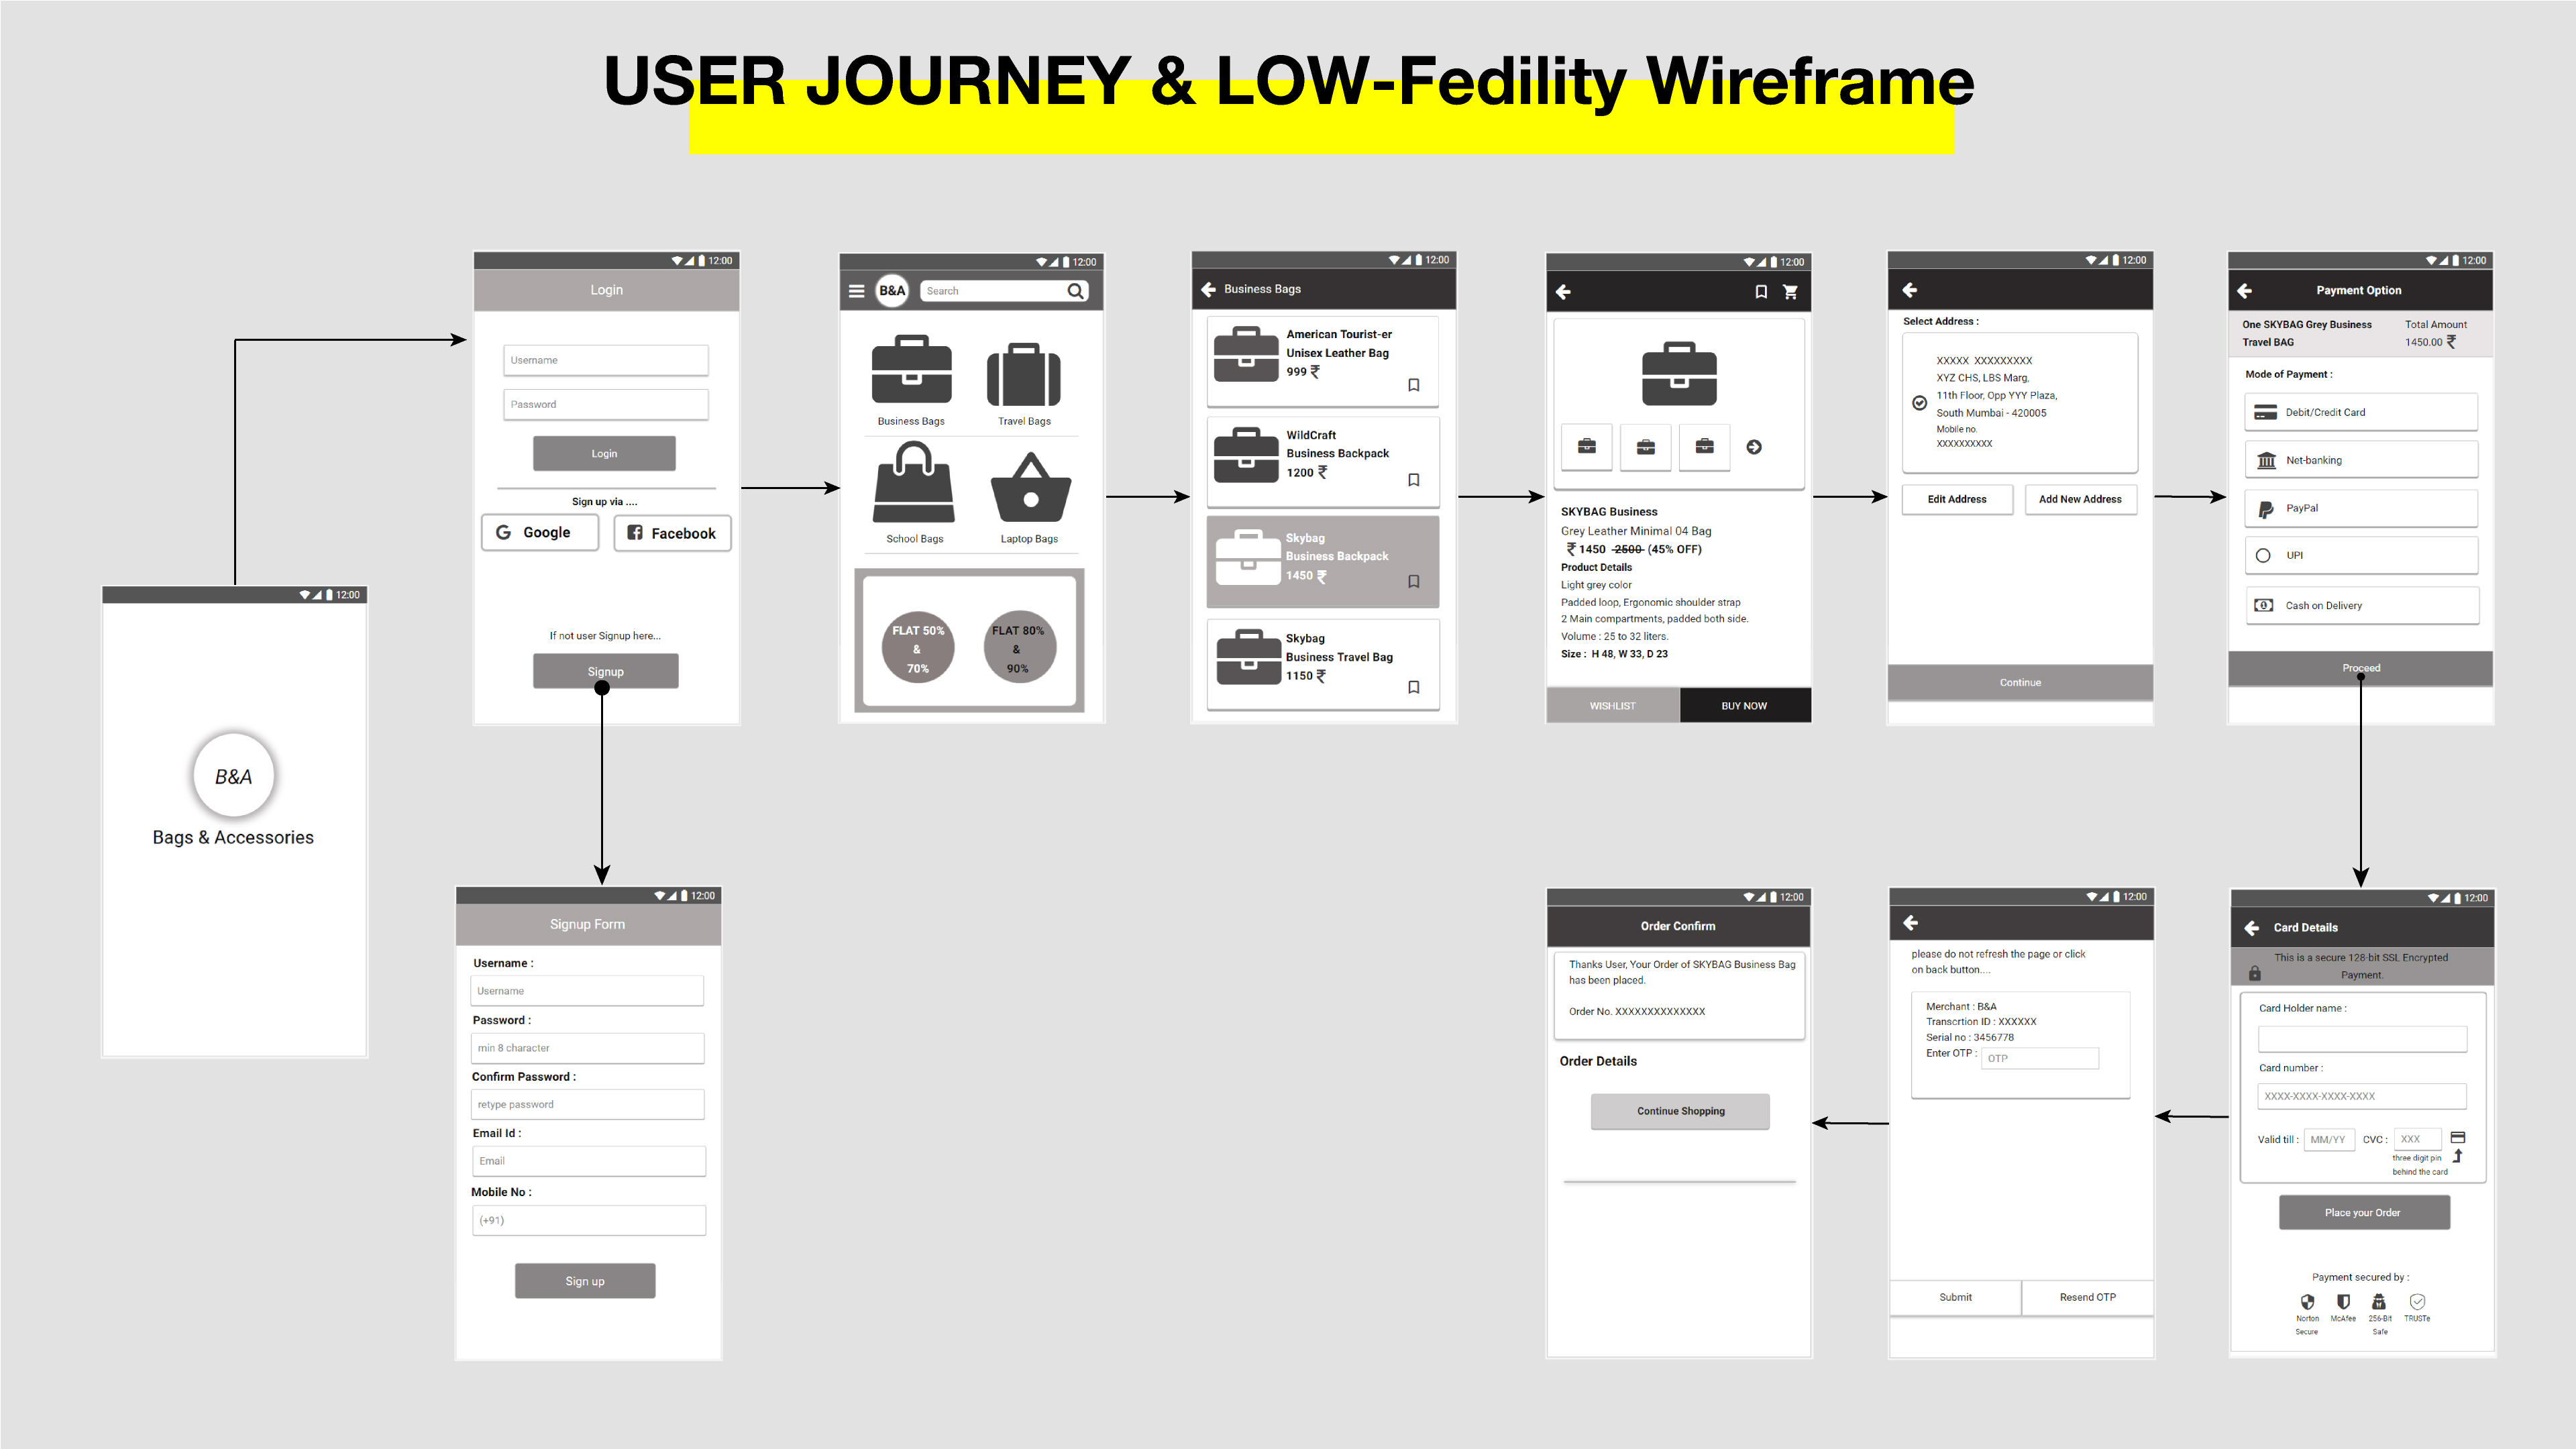 USER JOURNEY & LOW-Fedility Wireframe
12:00
B&A
Bags & Accessories
12:00
Login
Username
Password
Login
Sign up via ....
Google
Facebook
If not user Signup here...
Signup
12:00
Signup Form
Username :
Username
Password :
min 8 character
Confirm Password :
retype password
Email Id :
Email
Mobile No :
(+91)
Sign up
12:00
B&A
Search
Business Bags
Travel Bags
School Bags
Laptop Bags
FLAT 50%
&
70%
FLAT 80%
&
90%
12:00
Business Bags
American Tourist-er
Unisex Leather Bag
999 ₹
WildCraft
Business Backpack
1200 ₹
Skybag
Business Backpack
1450 ₹
Skybag
Business Travel Bag
1150 ₹
12:00
SKYBAG Business
Grey Leather Minimal 04 Bag
₹ 1450 2500 (45% OFF)
Product Details
Light grey color
Padded loop, Ergonomic shoulder strap
2 Main compartments, padded both side.
Volume : 25 to 32 liters.
Size : H 48, W 33, D 23
WISHLIST
BUY NOW
12:00
Select Address :
XXXXX XXXXXXXXX
XYZ CHS, LBS Marg,
11th Floor, Opp YYY Plaza,
South Mumbai - 420005
Mobile no.
XXXXXXXXXX
Edit Address
Add New Address
Continue
12:00
Payment Option
One SKYBAG Grey Business
Travel BAG
Total Amount
1450.00 ₹
Mode of Payment :
Debit/Credit Card
Net-banking
PayPal
UPI
Cash on Delivery
Proceed
12:00
Card Details
This is a secure 128-bit SSL Encrypted
Payment.
Card Holder name :
Card number :
XXXX-XXXX-XXXX-XXXX
Valid till :
MM/YY
CVC :
XXX
three digit pin
behind the card
Place your Order
Payment secured by :
Norton
Secure
McAfee
256-Bit
Safe
TRUSTe
12:00
please do not refresh the page or click
on back button....
Merchant : B&A
Transcrtion ID : XXXXXX
Serial no : 3456778
Enter OTP :
OTP
Submit
Resend OTP
12:00
Order Confirm
Thanks User, Your Order of SKYBAG Business Bag
has been placed.
Order No. XXXXXXXXXXXXXX
Order Details
Continue Shopping